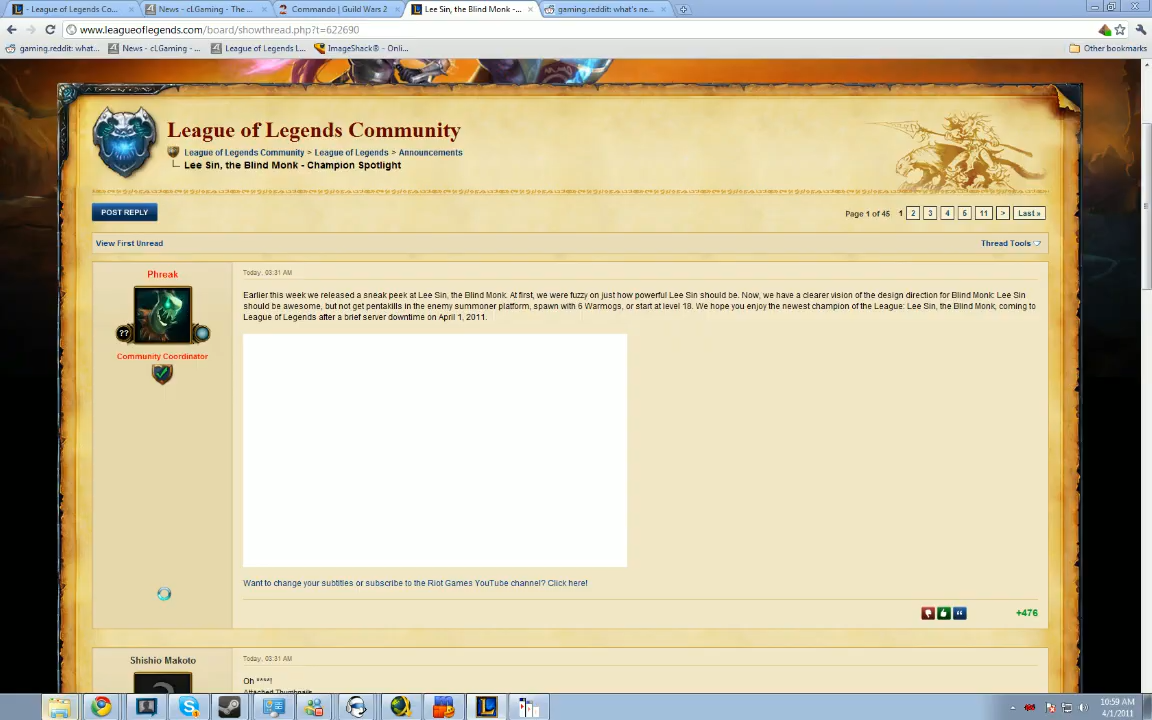 - League of Legends Co...
News - cLGaming - The ...
Commando | Guild Wars 2
Lee Sin, the Blind Monk -...
gaming.reddit: what's ne...
www.leagueoflegends.com/board/showthread.php?t=622690
gaming.reddit: what...
News - cLGaming - ...
League of Legends L...
ImageShack® - Onli...
Other bookmarks
League of Legends Community
League of Legends Community > League of Legends > Announcements
Lee Sin, the Blind Monk - Champion Spotlight
POST REPLY
Page 1 of 45 1 2 3 4 5 11 > Last »
View First Unread
Thread Tools
Phreak
Today, 03:31 AM
Earlier this week we released a sneak peek at Lee Sin, the Blind Monk. At first, we were fuzzy on just how powerful Lee Sin should be. Now, we have a clearer vision of the design direction for Blind Monk: Lee Sin
should be awesome, but not get pentakills in the enemy summoner platform, spawn with 6 Warmogs, or start at level 18. We hope you enjoy the newest champion of the League: Lee Sin, the Blind Monk, coming to
League of Legends after a brief server downtime on April 1, 2011.
??
Community Coordinator
Want to change your subtitles or subscribe to the Riot Games YouTube channel? Click here!
+476
Shishio Makoto
Today, 03:31 AM
Oh ****!
Attached Thumbnails
10:59 AM
4/1/2011